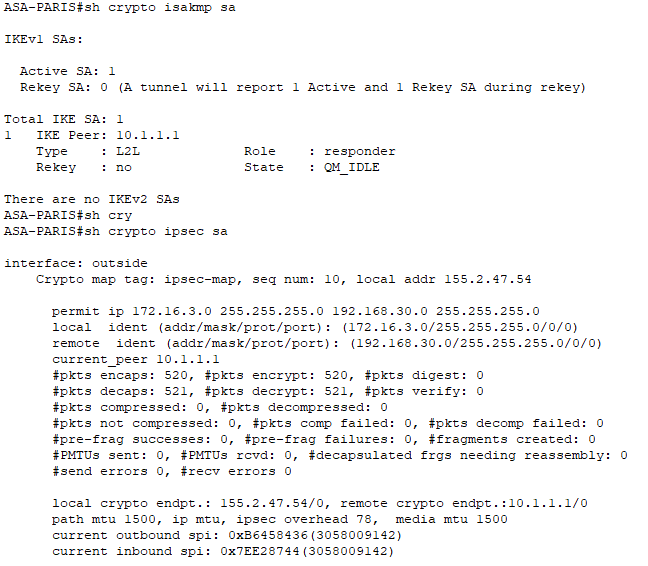 ASA-PARIS#sh crypto isakmp sa
IKEv1 SAs:
Active SA: 1
Rekey SA: 0 (A tunnel will report 1 Active and 1 Rekey SA during rekey)
Total IKE SA: 1
1 IKE Peer: 10.1.1.1
Type : L2L Role : responder
Rekey : no State : QM_IDLE
There are no IKEv2 SAs
ASA-PARIS#sh cry
ASA-PARIS#sh crypto ipsec sa
interface: outside
Crypto map tag: ipsec-map, seq num: 10, local addr 155.2.47.54
permit ip 172.16.3.0 255.255.255.0 192.168.30.0 255.255.255.0
local ident (addr/mask/prot/port): (172.16.3.0/255.255.255.0/0/0)
remote ident (addr/mask/prot/port): (192.168.30.0/255.255.255.0/0/0)
current_peer 10.1.1.1
#pkts encaps: 520, #pkts encrypt: 520, #pkts digest: 0
#pkts decaps: 521, #pkts decrypt: 521, #pkts verify: 0
#pkts compressed: 0, #pkts decompressed: 0
#pkts not compressed: 0, #pkts comp failed: 0, #pkts decomp failed: 0
#pre-frag successes: 0, #pre-frag failures: 0, #fragments created: 0
#PMTUs sent: 0, #PMTUs rcvd: 0, #decapsulated frgs needing reassembly: 0
#send errors 0, #recv errors 0
local crypto endpt.: 155.2.47.54/0, remote crypto endpt.:10.1.1.1/0
path mtu 1500, ip mtu, ipsec overhead 78, media mtu 1500
current outbound spi: 0xB6458436(3058009142)
current inbound spi: 0x7EE28744(3058009142)